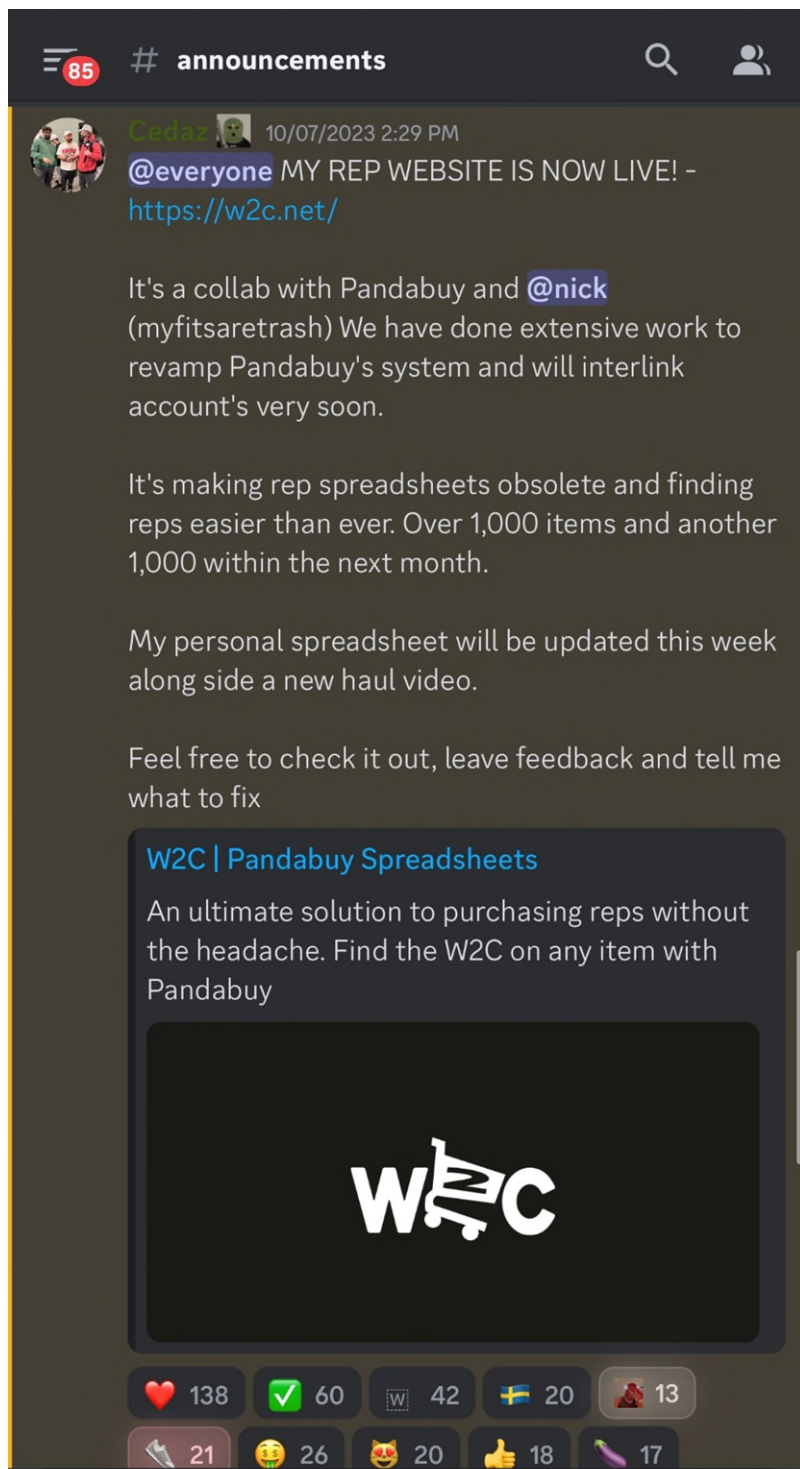 85 # announcements
Cedaz 10/07/2023 2:29 PM
@everyone MY REP WEBSITE IS NOW LIVE! -
https://w2c.net/
It's a collab with Pandabuy and @nick
(myfitsaretrash) We have done extensive work to
revamp Pandabuy's system and will interlink
account's very soon.
It's making rep spreadsheets obsolete and finding
reps easier than ever. Over 1,000 items and another
1,000 within the next month.
My personal spreadsheet will be updated this week
along side a new haul video.
Feel free to check it out, leave feedback and tell me
what to fix
W2C | Pandabuy Spreadsheets
An ultimate solution to purchasing reps without
the headache. Find the W2C on any item with
Pandabuy
W2C
138 60 W 42 20 13
21 26 20 18 17